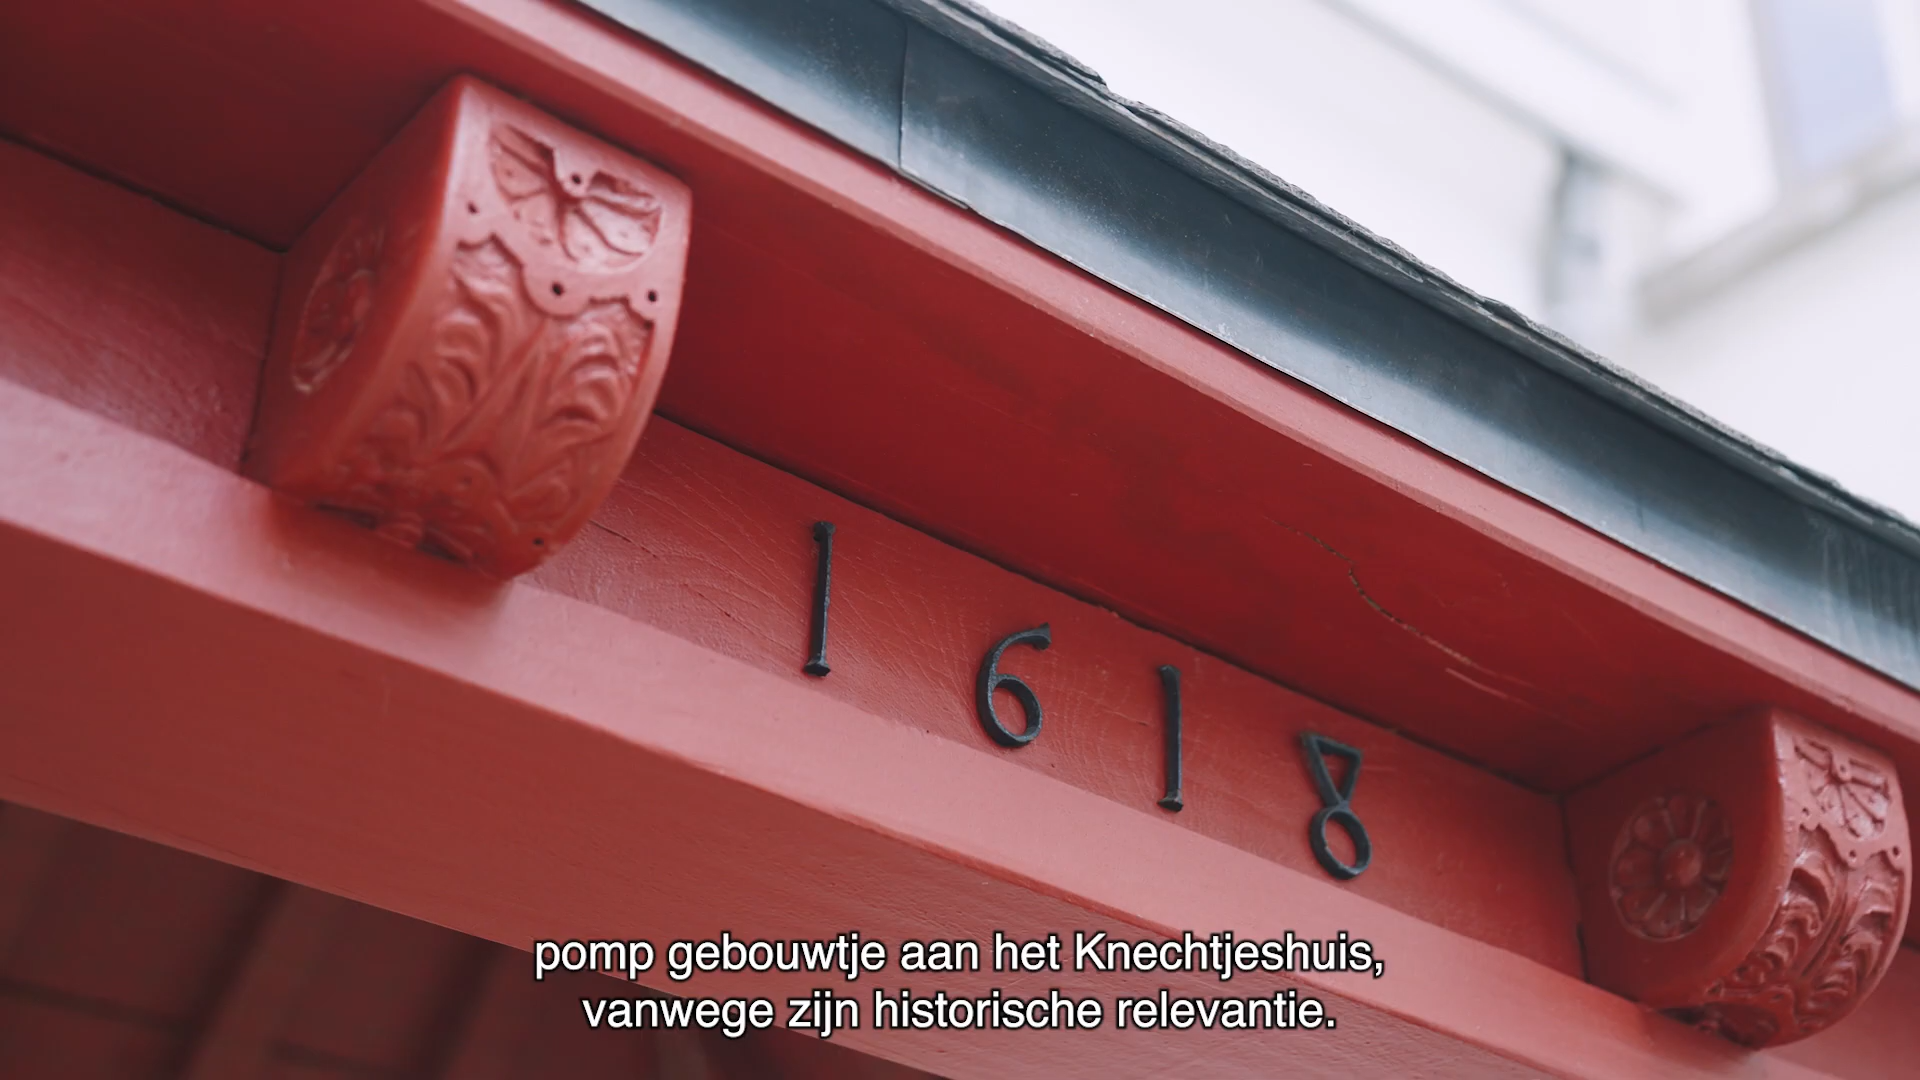 1618
pomp gebouwtje aan het Knechtjeshuis,
vanwege zijn historische relevantie.